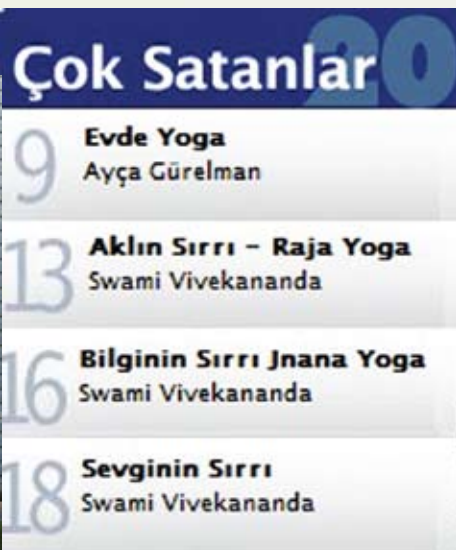 Çok Satanlar 20
9 Evde Yoga
Ayça Gürelman
13 Aklın Sırrı – Raja Yoga
Swami Vivekananda
16 Bilginin Sırrı Jnana Yoga
Swami Vivekananda
18 Sevginin Sırrı
Swami Vivekananda